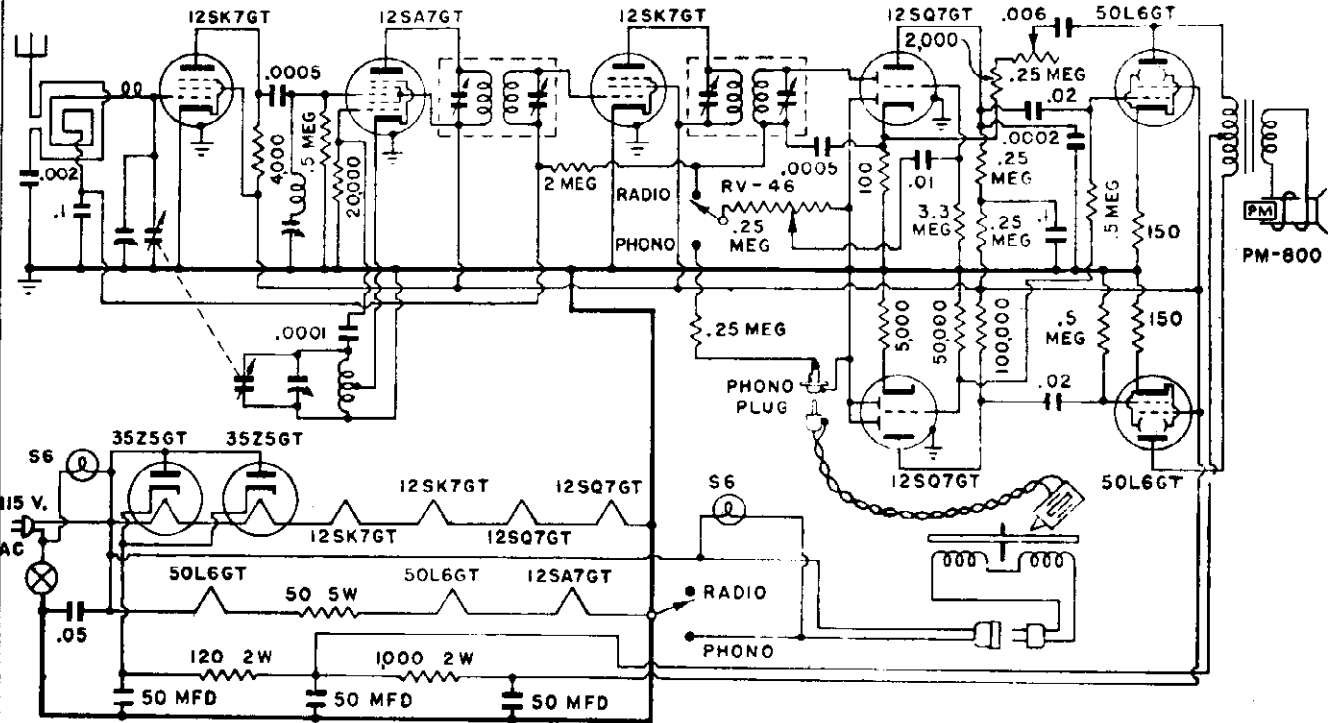 12SK7GT
12SA7GT
12SK7GT
12SQ7GT
.006
50L6GT
2,000
.0005
.25 MEG
.02
.0002
.5 MEG
4000
20,000
.002
.1
2 MEG
.0005
100
.01
.25 MEG
RADIO
RV-46
.25 MEG
PHONO
3.3 MEG
.25 MEG
.5 MEG
150
PM
PM-800
.0001
.25 MEG
5,000
50,000
100,000
.5 MEG
150
PHONO PLUG
.02
35Z5GT
35Z5GT
S6
12SK7GT
12SQ7GT
S6
12SQ7GT
50L6GT
115 V.
AC
12SK7GT
12SQ7GT
50L6GT
50 5W
50L6GT
12SA7GT
RADIO
.05
PHONO
120 2W
1000 2W
50 MFD
50 MFD
50 MFD